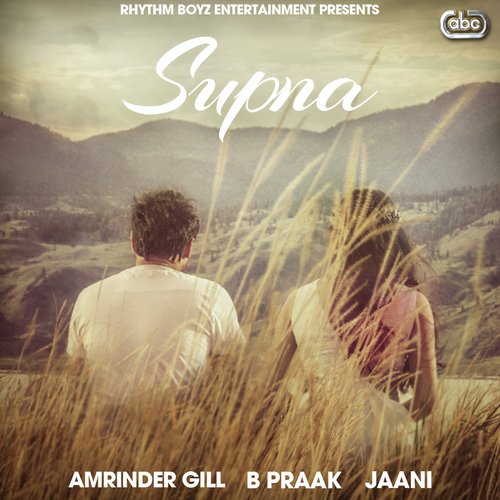 RHYTHM BOYZ ENTERTAINMENT PRESENTS
abc
Supna
AMRINDER GILL B PRAAK JAANI